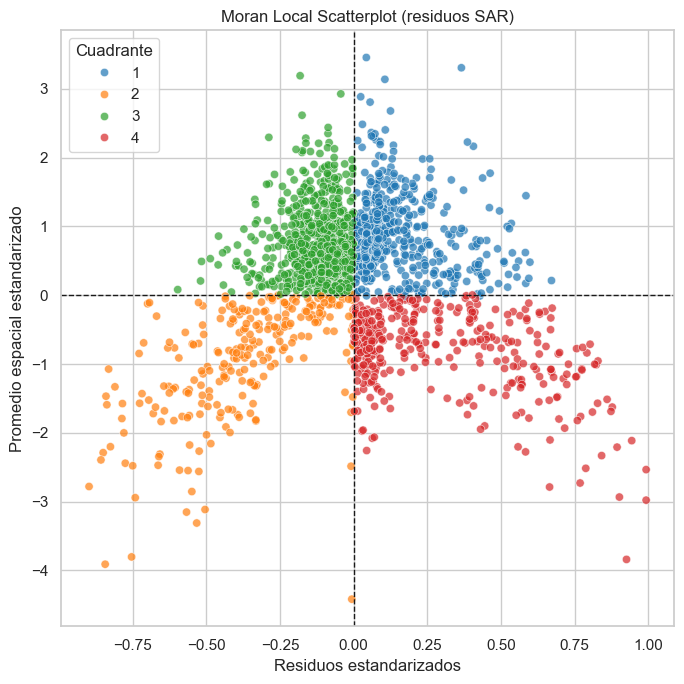 Moran Local Scatterplot (residuos SAR)
Cuadrante
1
2
3
4
Promedio espacial estandarizado
3
2
1
0
−1
−2
−3
−4
−0.75 −0.50 −0.25 0.00 0.25 0.50 0.75 1.00
Residuos estandarizados